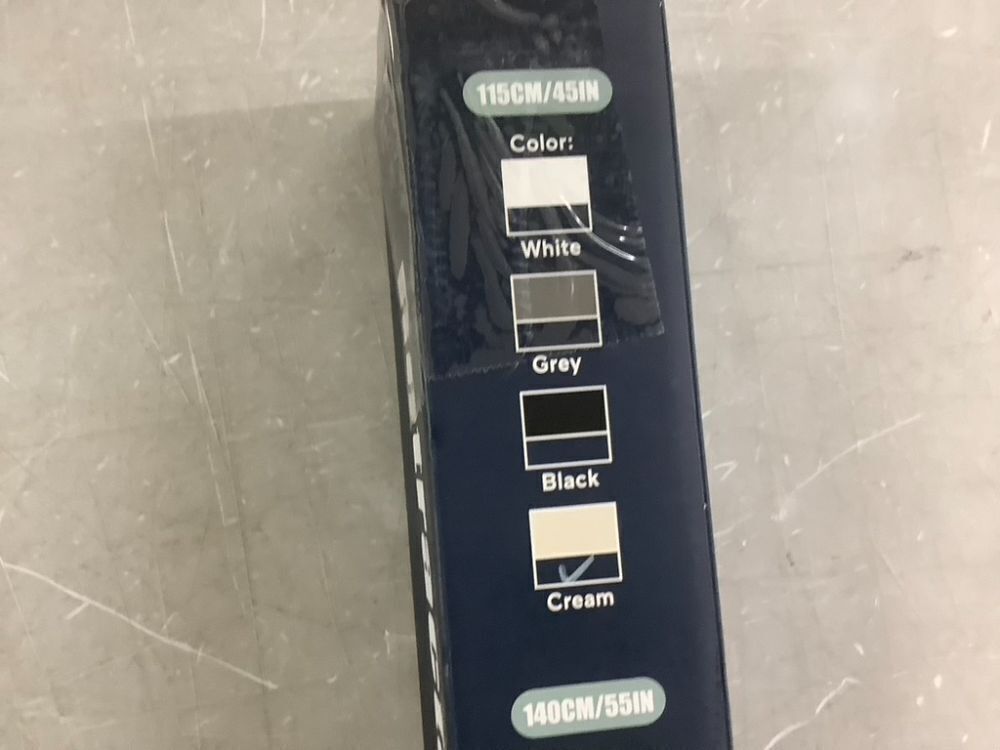 115CM/45IN
Color:
White
Grey
Black
Cream
140CM/55IN